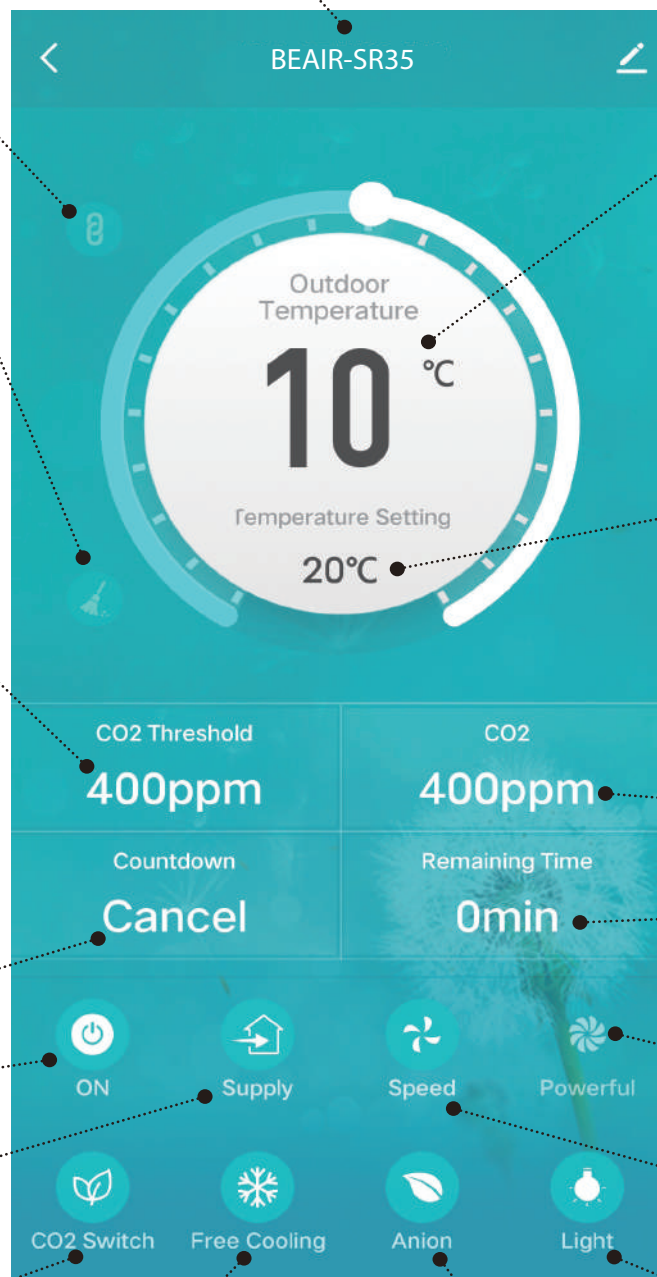 BEAIR-SR35
Outdoor
Temperature
10 °C
Temperature Setting
20°C
CO2 Threshold
400ppm
CO2
400ppm
Countdown
Cancel
Remaining Time
0min
ON
Supply
Speed
Powerful
CO2 Switch
Free Cooling
Anion
Light